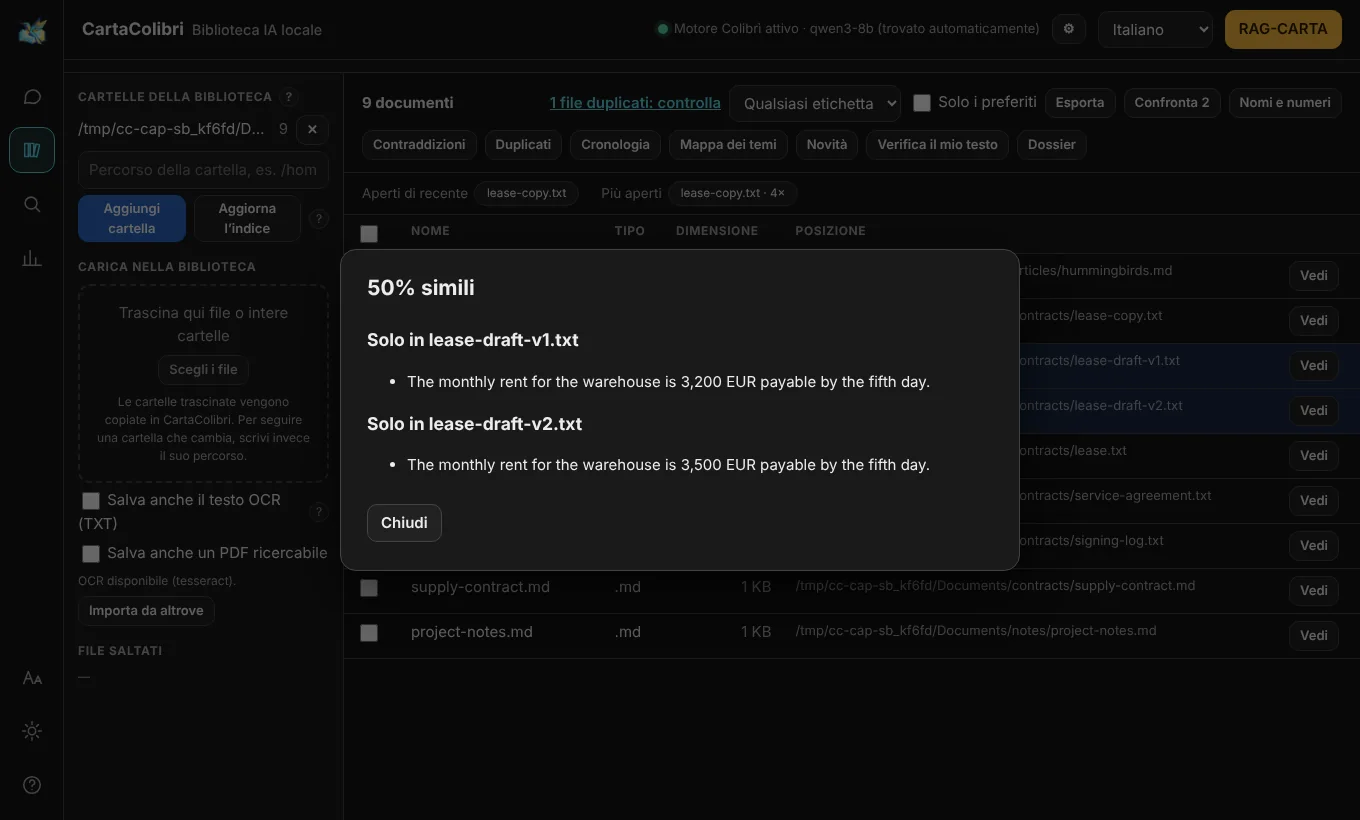 CartaColibri Biblioteca IA locale
Motore Colibrì attivo · qwen3-8b (trovato automaticamente)
⚙
Italiano
RAG-CARTA
CARTELLE DELLA BIBLIOTECA ?
/tmp/cc-cap-sb_kf6fd/D... 9 ✕
Percorso della cartella, es. /hom
Aggiungi
cartella
Aggiorna
l'indice
?
CARICA NELLA BIBLIOTECA
Trascina qui file o intere
cartelle
Scegli i file
Le cartelle trascinate vengono
copiate in CartaColibri. Per seguire
una cartella che cambia, scrivi invece
il suo percorso.
Salva anche il testo OCR
(TXT)
?
Salva anche un PDF ricercabile
OCR disponibile (tesseract).
Importa da altrove
FILE SALTATI
—
AA
?
9 documenti
1 file duplicati: controlla
Qualsiasi etichetta
Solo i preferiti
Esporta
Confronta 2
Nomi e numeri
Contraddizioni
Duplicati
Cronologia
Mappa dei temi
Novità
Verifica il mio testo
Dossier
Aperti di recente lease-copy.txt Più aperti lease-copy.txt · 4×
NOME TIPO DIMENSIONE POSIZIONE
rticles/hummingbirds.md Vedi
ontracts/lease-copy.txt Vedi
ontracts/lease-draft-v1.txt Vedi
ontracts/lease-draft-v2.txt Vedi
ontracts/lease.txt Vedi
ontracts/service-agreement.txt Vedi
ontracts/signing-log.txt Vedi
supply-contract.md .md 1 KB /tmp/cc-cap-sb_kf6fd/Documents/contracts/supply-contract.md Vedi
project-notes.md .md 1 KB /tmp/cc-cap-sb_kf6fd/Documents/notes/project-notes.md Vedi
50% simili
Solo in lease-draft-v1.txt
• The monthly rent for the warehouse is 3,200 EUR payable by the fifth day.
Solo in lease-draft-v2.txt
• The monthly rent for the warehouse is 3,500 EUR payable by the fifth day.
Chiudi